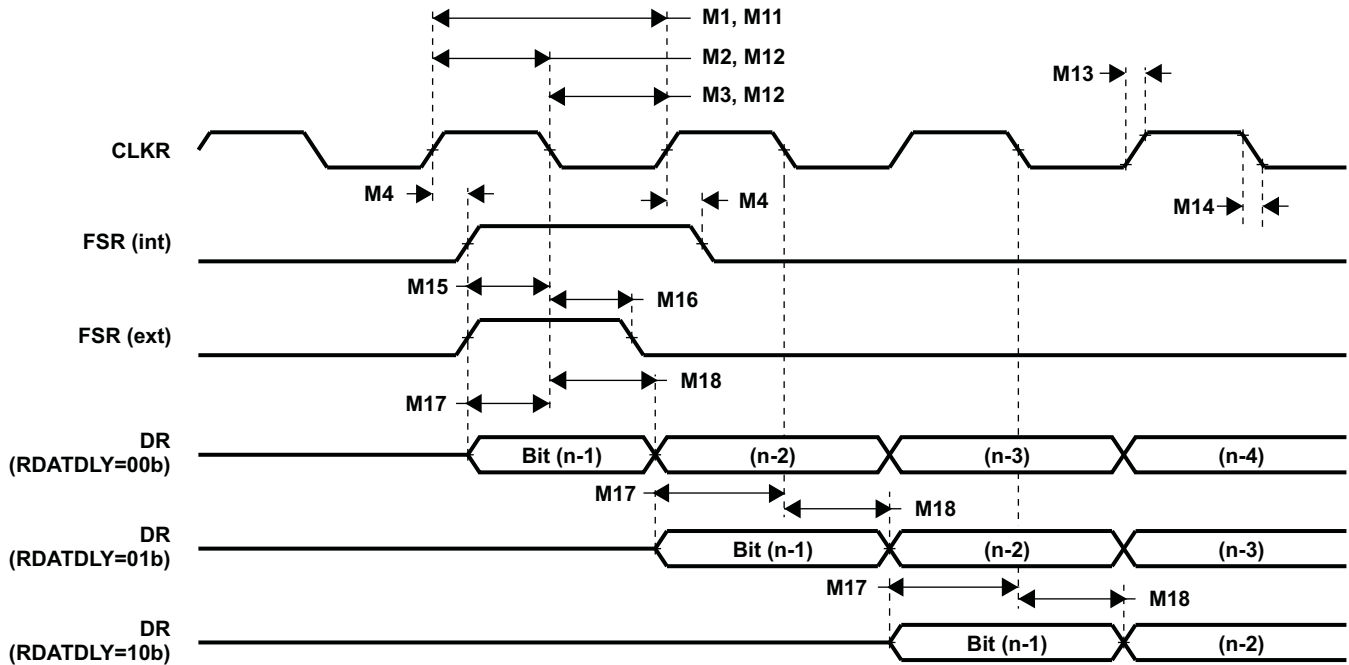 M1, M11
M2, M12
M13
M3, M12
CLKR
M4
M4
M14
FSR (int)
M15
M16
FSR (ext)
M18
M17
DR
(RDATDLY=00b)
Bit (n-1)
(n-2)
(n-3)
(n-4)
M17
M18
DR
(RDATDLY=01b)
Bit (n-1)
(n-2)
(n-3)
M17
M18
DR
(RDATDLY=10b)
Bit (n-1)
(n-2)